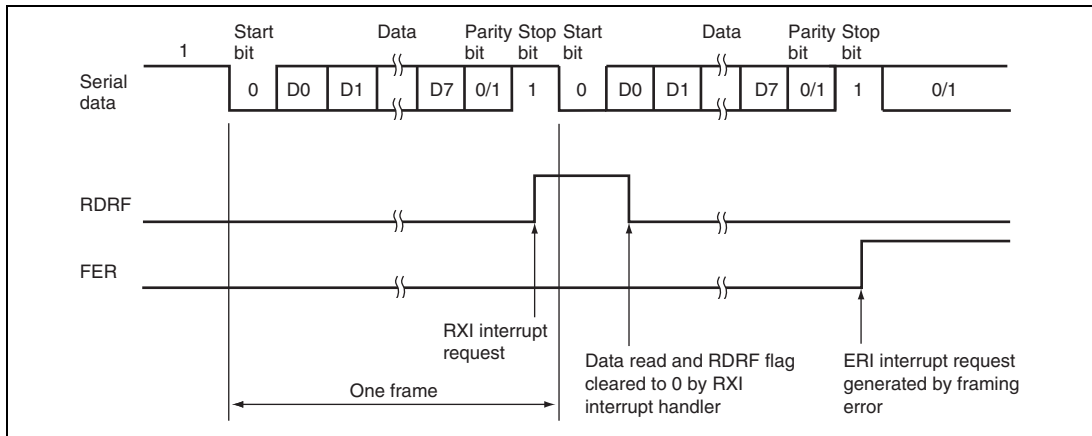 Start bit
Data
Parity bit
Stop bit
Start bit
Data
Parity bit
Stop bit
1
Serial data
0
D0
D1
D7
0/1
1
0
D0
D1
D7
0/1
1
0/1
RDRF
FER
RXI interrupt
request
Data read and RDRF flag
cleared to 0 by RXI
interrupt handler
ERI interrupt request
generated by framing
error
One frame